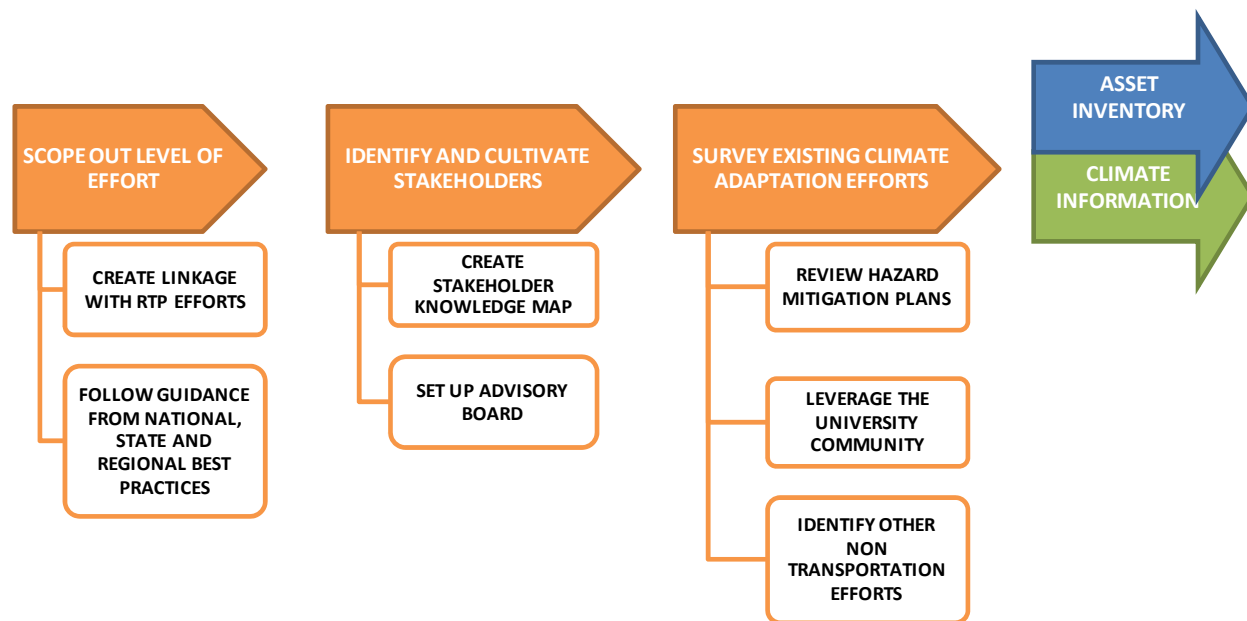 SCOPE OUT LEVEL OF
EFFORT
CREATE LINKAGE
WITH RTP EFFORTS
FOLLOW GUIDANCE
FROM NATIONAL,
STATE AND
REGIONAL BEST
PRACTICES
IDENTIFY AND CULTIVATE
STAKEHOLDERS
CREATE
STAKEHOLDER
KNOWLEDGE MAP
SET UP ADVISORY
BOARD
SURVEY EXISTING CLIMATE
ADAPTATION EFFORTS
REVIEW HAZARD
MITIGATION PLANS
LEVERAGE THE
UNIVERSITY
COMMUNITY
IDENTIFY OTHER
NON
TRANSPORTATION
EFFORTS
ASSET
INVENTORY
CLIMATE
INFORMATION